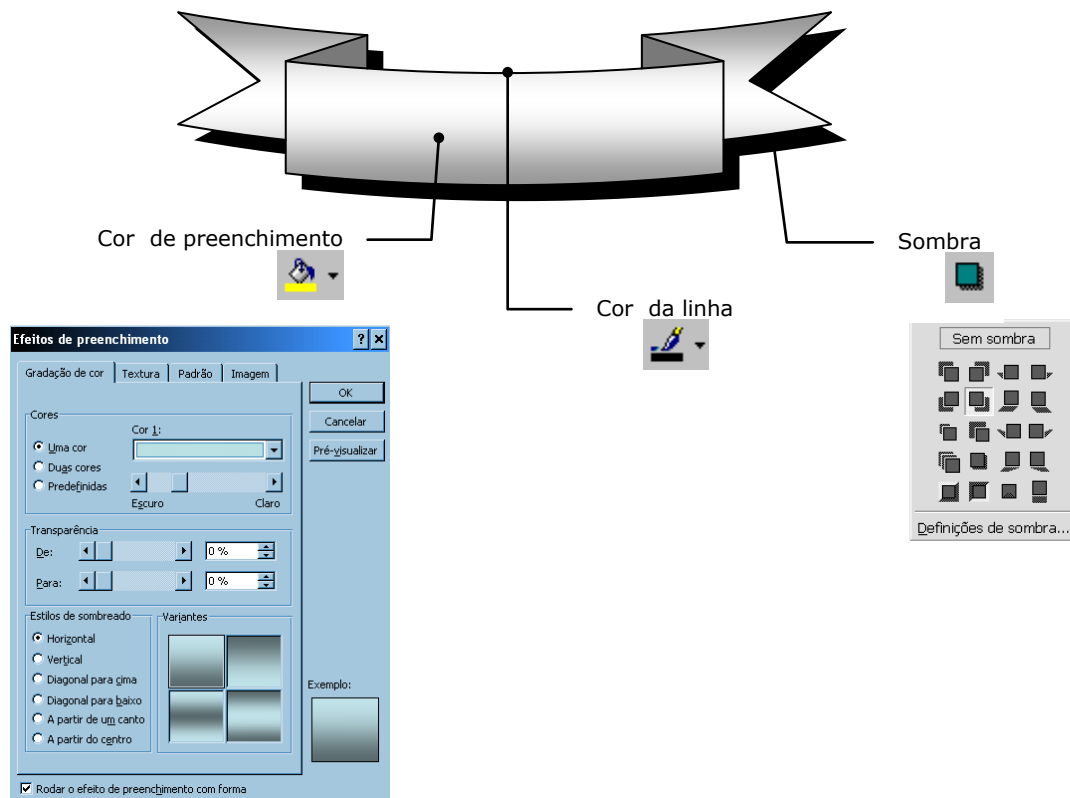 Cor de preenchimento
Sombra
Cor da linha
Efeitos de preenchimento
Gradação de cor Textura Padrão Imagem
OK
Cancelar
Pré-visualizar
Cores
Uma cor
Duas cores
Predefinidas
Cor 1:
Escuro Claro
Transparência
De: 0 %
Para: 0 %
Estilos de sombreado
Horizontal
Vertical
Diagonal para cima
Diagonal para baixo
A partir de um canto
A partir do centro
Variantes
Exemplo:
Rodar o efeito de preenchimento com forma
Sem sombra
Definições de sombra...